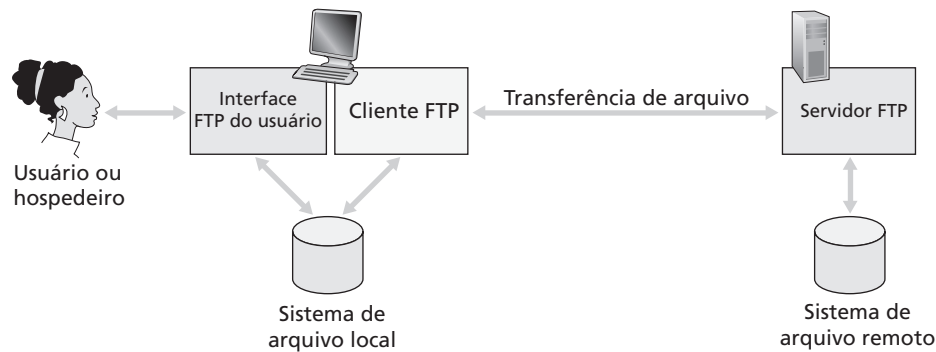 Usuário ou
hospedeiro
Interface
FTP do usuário
Cliente FTP
Transferência de arquivo
Servidor FTP
Sistema de
arquivo local
Sistema de
arquivo remoto